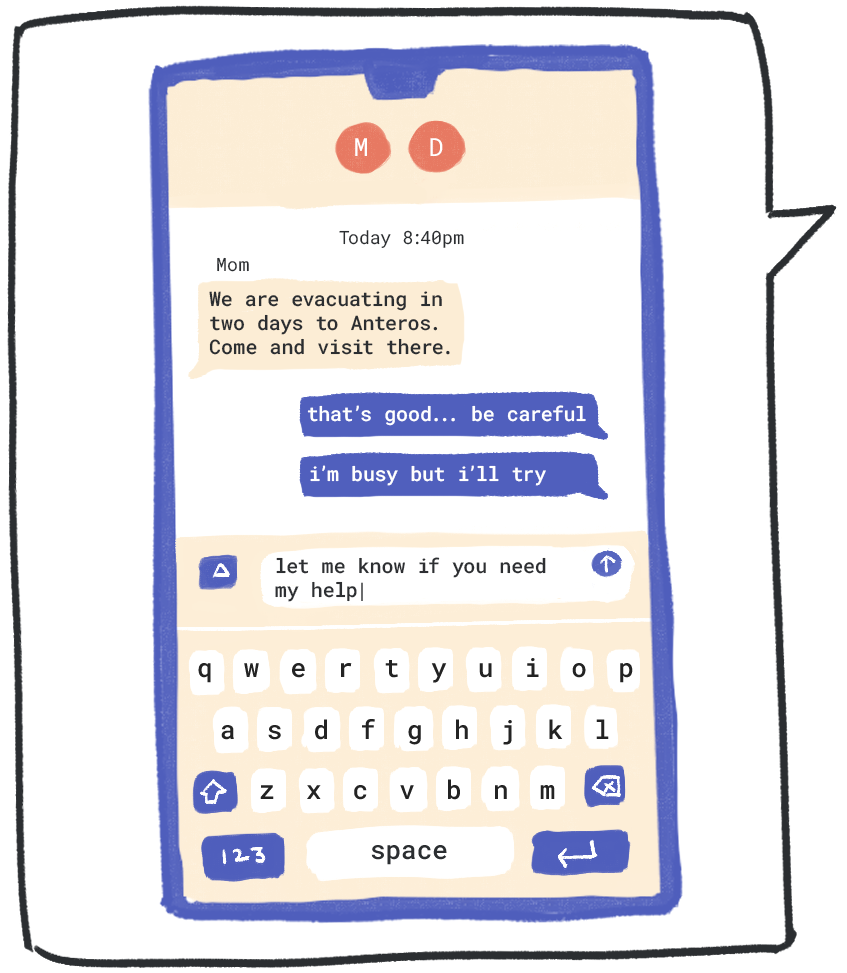 M D
Today 8:40pm
Mom
We are evacuating in
two days to Anteros.
Come and visit there.
that's good... be careful
i'm busy but i'll try
let me know if you need
my help
q w e r t y u i o p
a s d f g h j k l
z x c v b n m
123 space